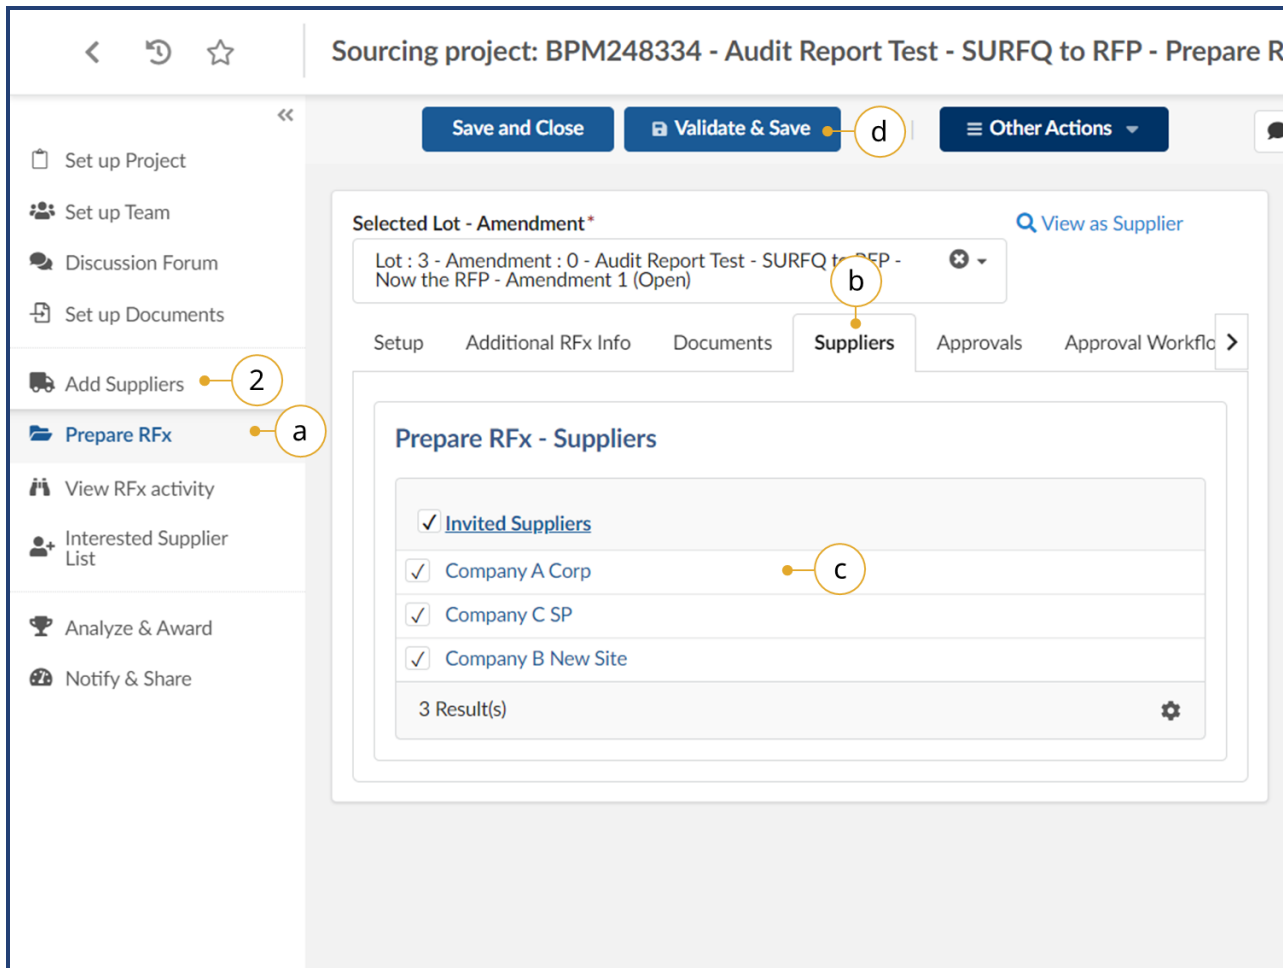 Sourcing project: BPM248334 - Audit Report Test - SURFQ to RFP - Prepare R
Save and Close
Validate & Save
d
Other Actions
Set up Project
Set up Team
Discussion Forum
Set up Documents
Add Suppliers
2
Prepare RFx
a
View RFx activity
Interested Supplier
List
Analyze & Award
Notify & Share
Selected Lot - Amendment*
View as Supplier
Lot : 3 - Amendment : 0 - Audit Report Test - SURFQ to RFP -
Now the RFP - Amendment 1 (Open)
b
Setup
Additional RFx Info
Documents
Suppliers
Approvals
Approval Workflo
Prepare RFx - Suppliers
Invited Suppliers
Company A Corp
c
Company C SP
Company B New Site
3 Result(s)